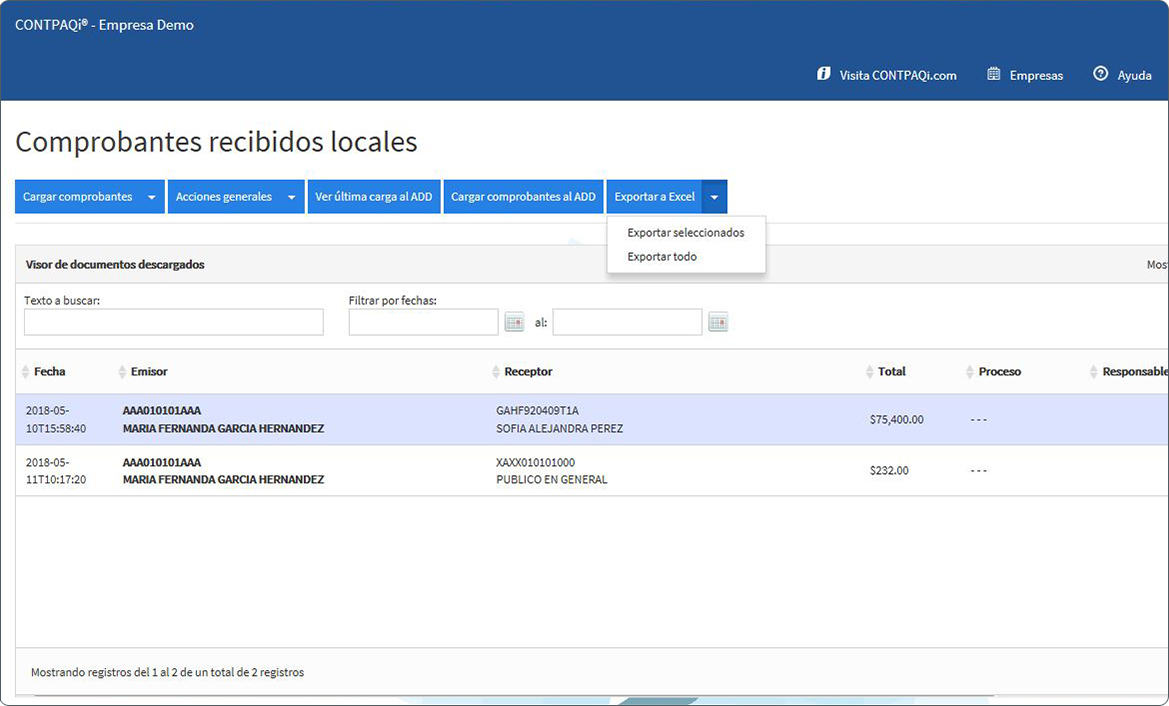 CONTPAQi® - Empresa Demo
Visita CONTPAQi.com Empresas Ayuda
Comprobantes recibidos locales
Cargar comprobantes Acciones generales Ver última carga al ADD Cargar comprobantes al ADD Exportar a Excel
Exportar seleccionados
Exportar todo
Visor de documentos descargados Most
Texto a buscar: Filtrar por fechas:
al:
Fecha Emisor Receptor Total Proceso Responsable
2018-05- AAA010101AAA GAHF920409T1A
10T15:58:40 MARIA FERNANDA GARCIA HERNANDEZ SOFIA ALEJANDRA PEREZ $75,400.00 - - -
2018-05- AAA010101AAA XAXX010101000
11T10:17:20 MARIA FERNANDA GARCIA HERNANDEZ PUBLICO EN GENERAL $232.00 - - -
Mostrando registros del 1 al 2 de un total de 2 registros